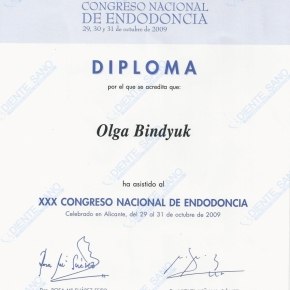 CONGRESO NACIONAL
DE ENDODONCIA
29, 30 y 31 de octubre de 2009
DIPLOMA
por el que se acredita que:
Olga Bindyuk
ha asistido al
XXX CONGRESO NACIONAL DE ENDODONCIA
Celebrado en Alicante, del 29 al 31 de octubre de 2009
DIENTE SANO